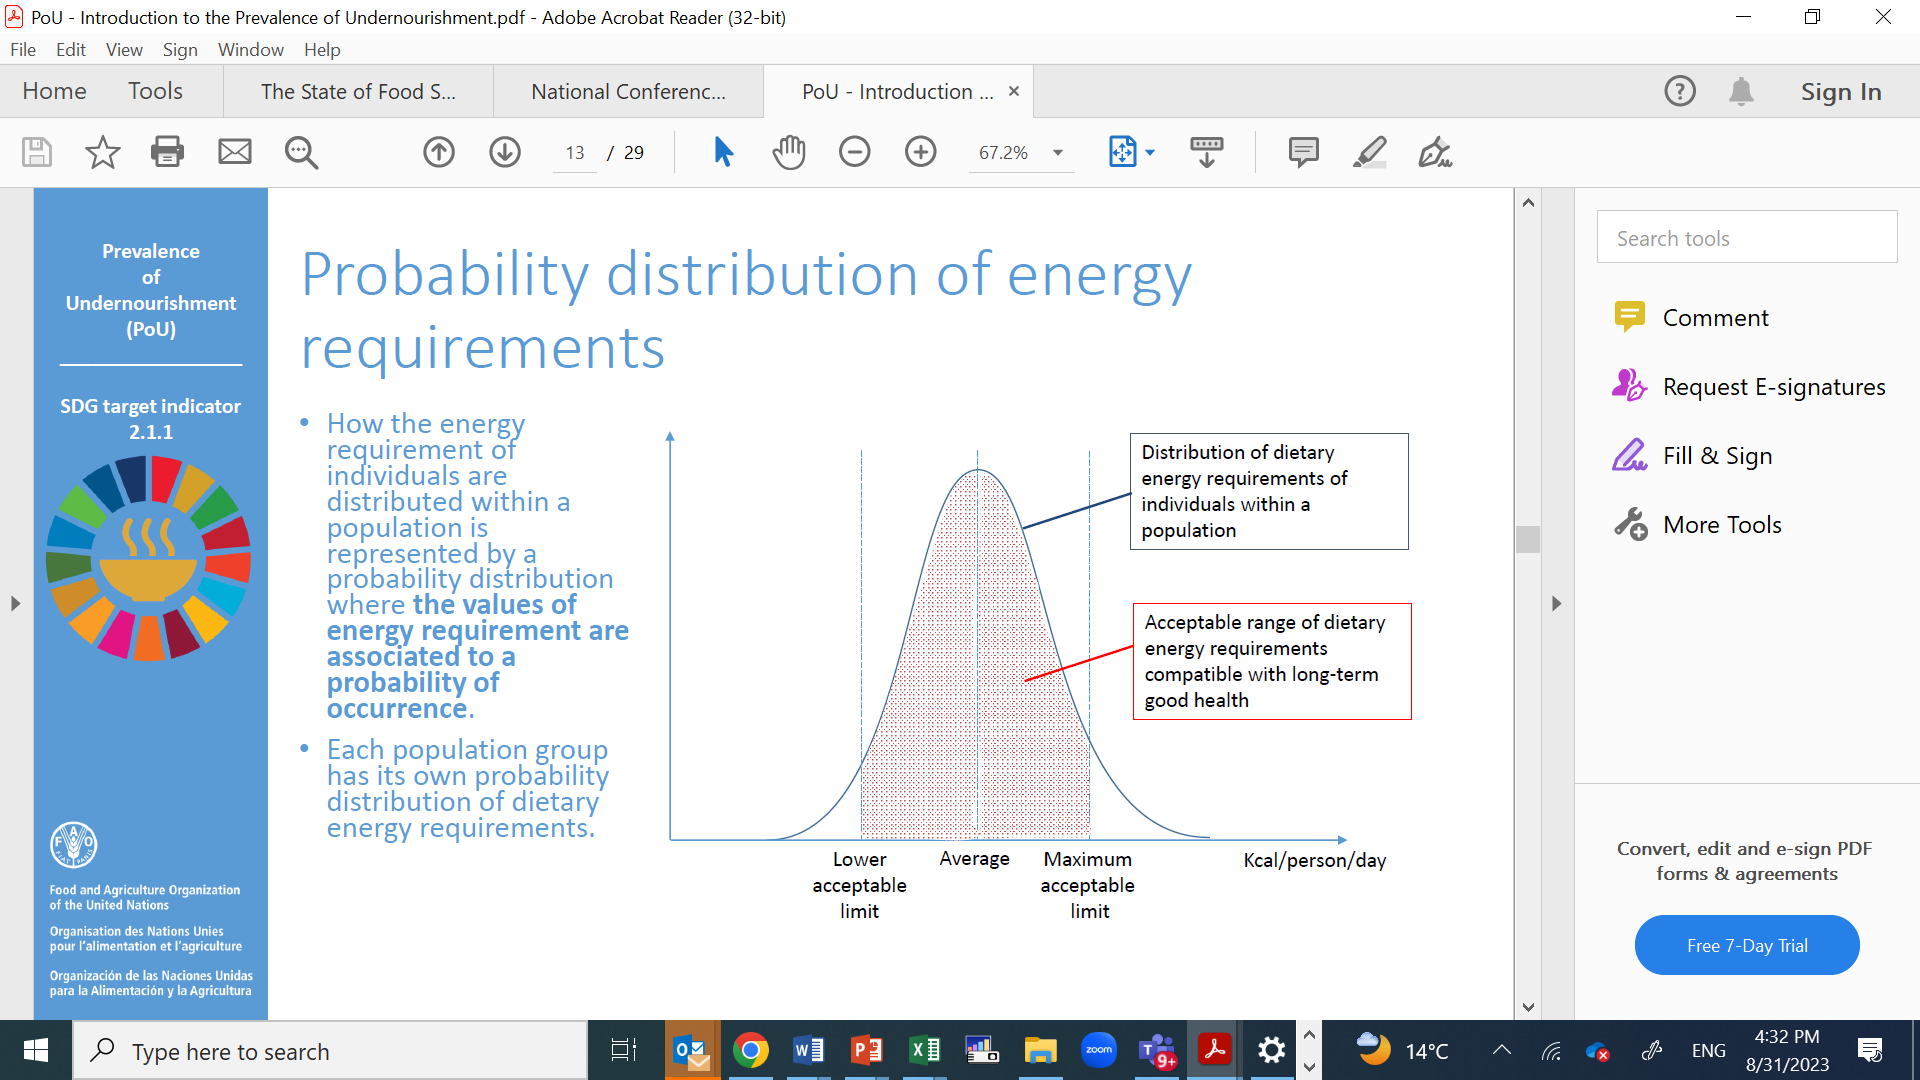 PoU - Introduction to the Prevalence of Undernourishment.pdf - Adobe Acrobat Reader (32-bit)
File Edit View Sign Window Help
Home Tools The State of Food S... National Conferenc... PoU - Introduction ... × ? Sign In
13 / 29 67.2%
Prevalence
of
Undernourishment
(PoU)
SDG target indicator
2.1.1
FAO
FIAT PANIS
Food and Agriculture Organization
of the United Nations
Organisation des Nations Unies
pour l'alimentation et l'agriculture
Organización de las Naciones Unidas
para la Alimentación y la Agricultura
Probability distribution of energy
requirements
• How the energy
requirement of
individuals are
distributed within a
population is
represented by a
probability distribution
where the values of
energy requirement are
associated to a
probability of
occurrence.
• Each population group
has its own probability
distribution of dietary
energy requirements.
Distribution of dietary
energy requirements of
individuals within a
population
Acceptable range of dietary
energy requirements
compatible with long-term
good health
Lower
acceptable
limit
Average
Maximum
acceptable
limit
Kcal/person/day
Search tools
Comment
Request E-signatures
Fill & Sign
More Tools
Convert, edit and e-sign PDF
forms & agreements
Free 7-Day Trial
Type here to search
zoom
9+
14°C
ENG
4:32 PM
8/31/2023